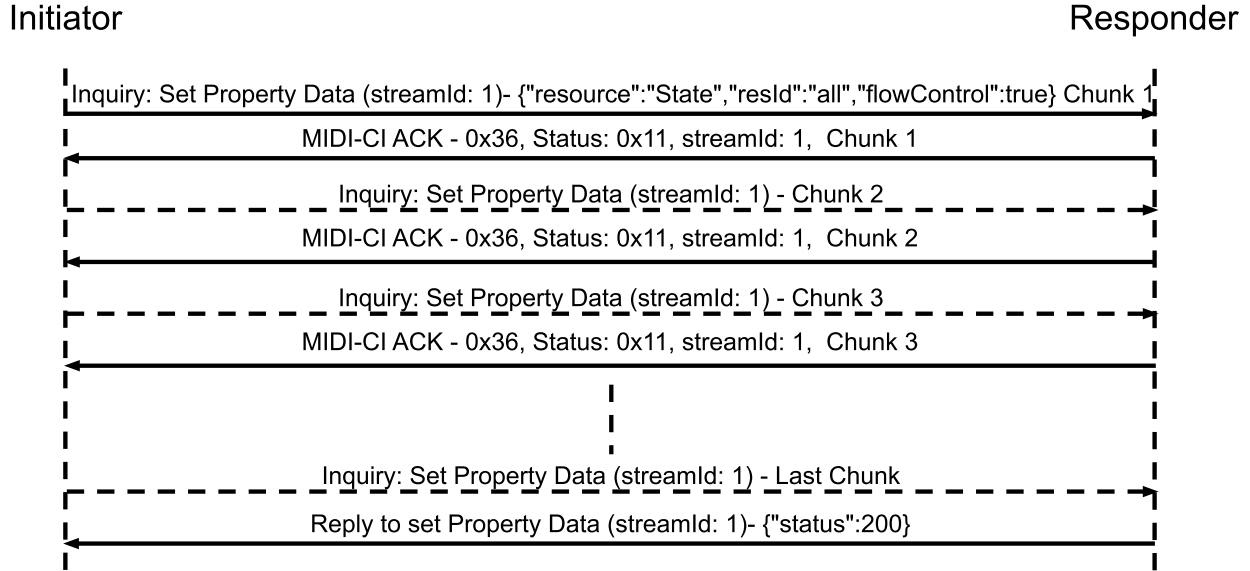 Initiator
Responder
Inquiry: Set Property Data (streamId: 1)- {"resource":"State","resId":"all","flowControl":true} Chunk 1
MIDI-CI ACK - 0x36, Status: 0x11, streamId: 1,  Chunk 1
Inquiry: Set Property Data (streamId: 1) - Chunk 2
MIDI-CI ACK - 0x36, Status: 0x11, streamId: 1,  Chunk 2
Inquiry: Set Property Data (streamId: 1) - Chunk 3
MIDI-CI ACK - 0x36, Status: 0x11, streamId: 1,  Chunk 3
Inquiry: Set Property Data (streamId: 1) - Last Chunk
Reply to set Property Data (streamId: 1)- {"status":200}